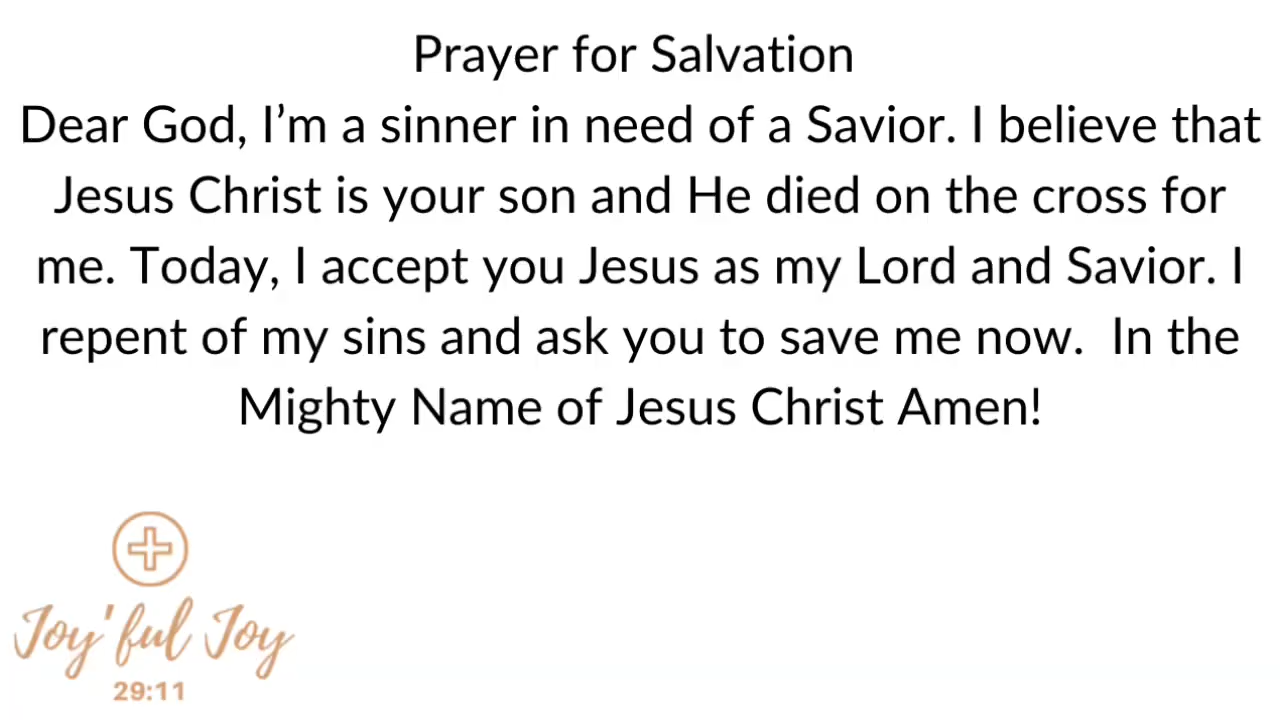 Prayer for Salvation
Dear God, I’m a sinner in need of a Savior. I believe that
Jesus Christ is your son and He died on the cross for
me. Today, I accept you Jesus as my Lord and Savior. I
repent of my sins and ask you to save me now.  In the
Mighty Name of Jesus Christ Amen!
Joy'ful Joy
29:11